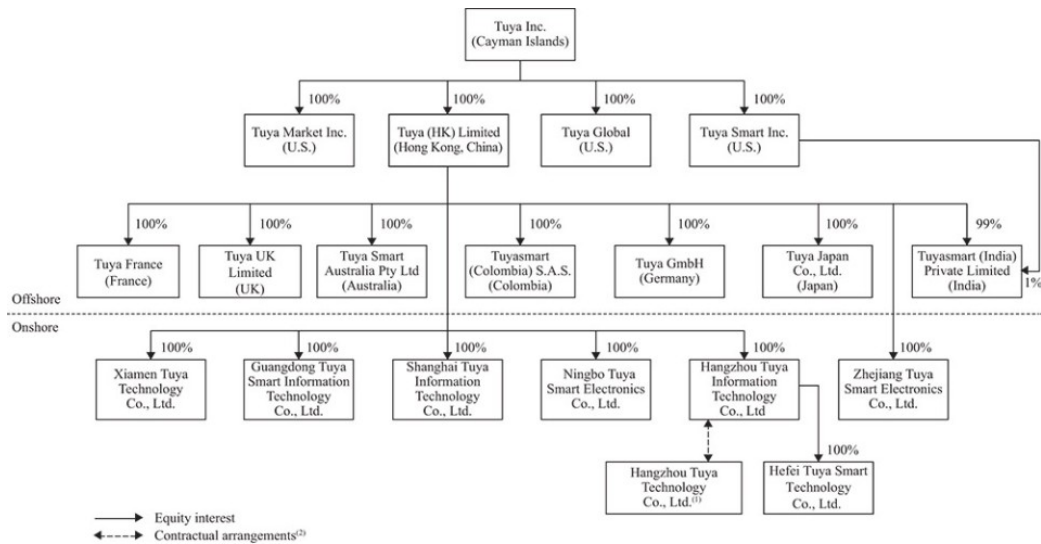 Tuya Inc.
(Cayman Islands)
100%
100%
100%
100%
Tuya Market Inc.
(U.S.)
Tuya (HK) Limited
(Hong Kong, China)
Tuya Global
(U.S.)
Tuya Smart Inc.
(U.S.)
100%
100%
100%
100%
100%
100%
99%
Tuya France
(France)
Tuya UK
Limited
(UK)
Tuya Smart
Australia Pty Ltd
(Australia)
Tuyasmart
(Colombia) S.A.S.
(Colombia)
Tuya GmbH
(Germany)
Tuya Japan
Co., Ltd.
(Japan)
Tuyasmart (India)
Private Limited
(India)
1%
Offshore
Onshore
100%
100%
100%
100%
100%
100%
Xiamen Tuya
Technology
Co., Ltd.
Guangdong Tuya
Smart Information
Technology
Co., Ltd.
Shanghai Tuya
Information
Technology
Co., Ltd.
Ningbo Tuya
Smart Electronics
Co., Ltd.
Hangzhou Tuya
Information
Technology
Co., Ltd
Zhejiang Tuya
Smart Electronics
Co., Ltd.
100%
Hangzhou Tuya
Technology
Co., Ltd.(1)
Hefei Tuya Smart
Technology
Co., Ltd.
Equity interest
Contractual arrangements(2)